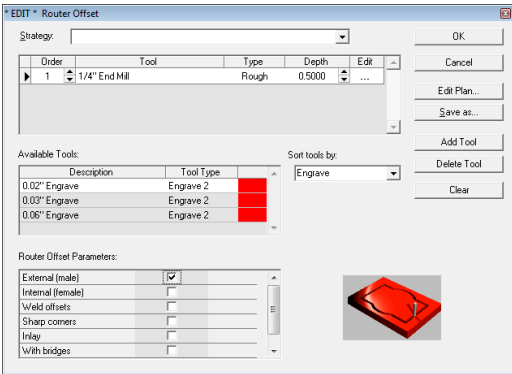 * EDIT * Router Offset
Strategy:
OK
Order Tool Type Depth Edit
1 1/4" End Mill Rough 0.5000 ...
Cancel
Edit Plan...
Save as...
Add Tool
Delete Tool
Clear
Available Tools:
Sort tools by:
Description Tool Type
Engrave
0.02" Engrave Engrave 2
0.03" Engrave Engrave 2
0.06" Engrave Engrave 2
Router Offset Parameters:
External (male)
Internal (female)
Weld offsets
Sharp corners
Inlay
With bridges